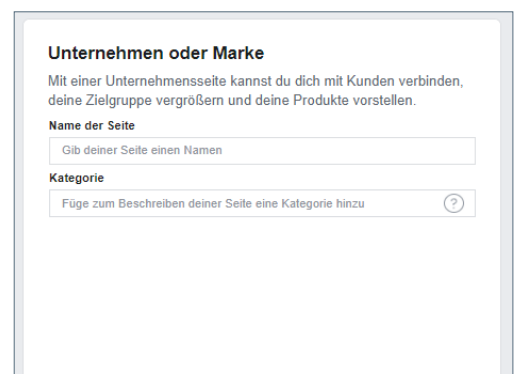 Unternehmen oder Marke
Mit einer Unternehmensseite kannst du dich mit Kunden verbinden,
deine Zielgruppe vergrößern und deine Produkte vorstellen.
Name der Seite
Gib deiner Seite einen Namen
Kategorie
Füge zum Beschreiben deiner Seite eine Kategorie hinzu ?